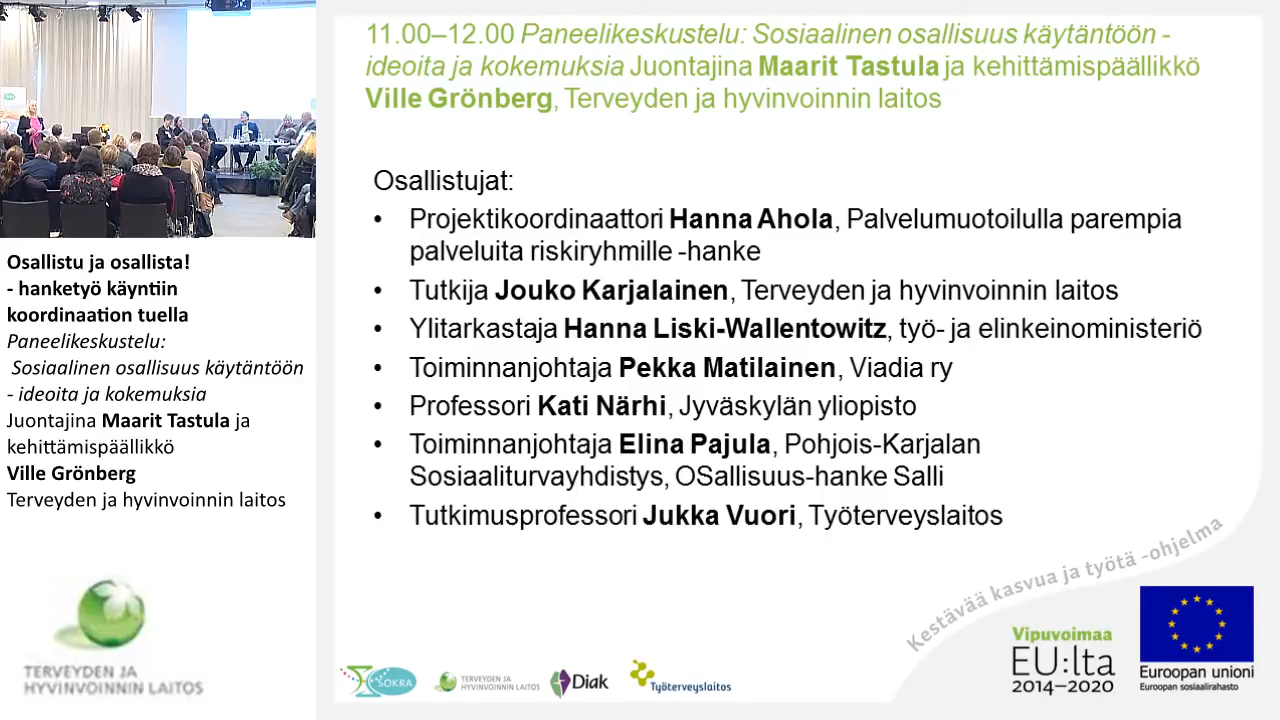 11.00–12.00 Paneelikeskustelu: Sosiaalinen osallisuus käytäntöön -
ideoita ja kokemuksia Juontajina Maarit Tastula ja kehittämispäällikkö
Ville Grönberg, Terveyden ja hyvinvoinnin laitos
Osallistujat:
• Projektikoordinaattori Hanna Ahola, Palvelumuotoilulla parempia
palveluita riskiryhmille -hanke
• Tutkija Jouko Karjalainen, Terveyden ja hyvinvoinnin laitos
• Ylitarkastaja Hanna Liski-Wallentowitz, työ- ja elinkeinoministeriö
• Toiminnanjohtaja Pekka Matilainen, Viadia ry
• Professori Kati Närhi, Jyväskylän yliopisto
• Toiminnanjohtaja Elina Pajula, Pohjois-Karjalan
Sosiaaliturvayhdistys, OSallisuus-hanke Salli
• Tutkimusprofessori Jukka Vuori, Työterveyslaitos
Osallistu ja osallista!
- hanketyö käyntiin
koordinaation tuella
Paneelikeskustelu:
Sosiaalinen osallisuus käytäntöön
- ideoita ja kokemuksia
Juontajina Maarit Tastula ja
kehittämispäällikkö
Ville Grönberg
Terveyden ja hyvinvoinnin laitos
TERVEYDEN JA
HYVINVOINNIN LAITOS
SOKRA
TERVEYDEN JA
HYVINVOINNIN LAITOS
Diak
Työterveyslaitos
Kestävää kasvua ja työtä -ohjelma
Vipuvoimaa
EU:lta
2014–2020
Euroopan unioni
Euroopan sosiaalirahasto